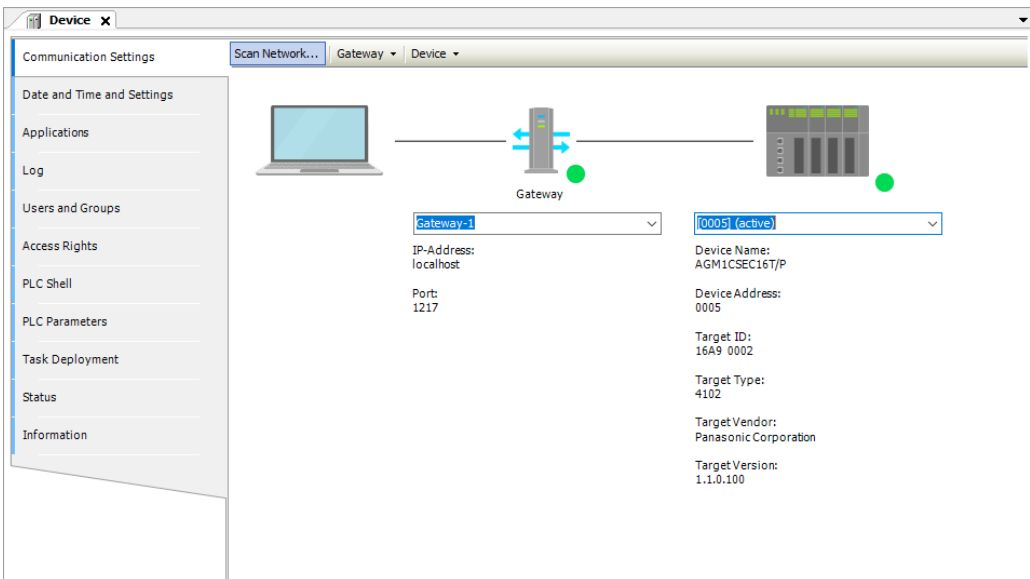 Device
Communication Settings
Date and Time and Settings
Applications
Log
Users and Groups
Access Rights
PLC Shell
PLC Parameters
Task Deployment
Status
Information
Scan Network...
Gateway
Device
Gateway
Gateway-1
IP-Address:
localhost
Port:
1217
[0005] (active)
Device Name:
AGM1CSEC16T/P
Device Address:
0005
Target ID:
16A9 0002
Target Type:
4102
Target Vendor:
Panasonic Corporation
Target Version:
1.1.0.100